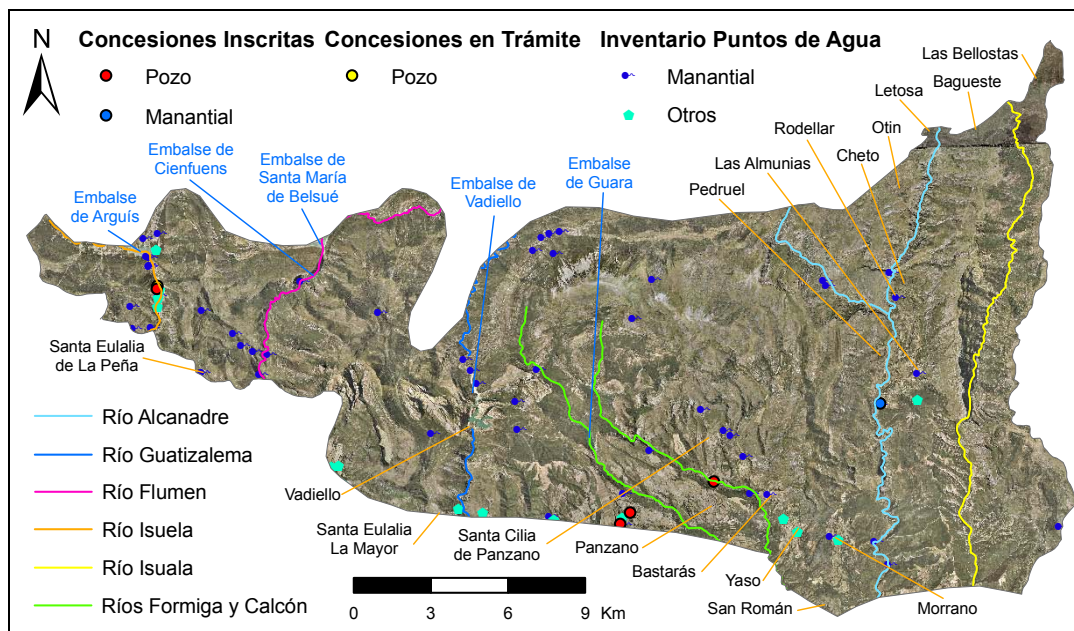 N
Concesiones Inscritas
Pozo
Manantial
Concesiones en Trámite
Pozo
Inventario Puntos de Agua
Manantial
Otros
Las Bellostas
Bagueste
Letosa
Otin
Rodellar
Cheto
Las Almunias
Pedruel
Embalse de
Cienfuens
Embalse de
Santa María
de Belsué
Embalse
de Arguís
Embalse de
Vadiello
Embalse
de Guara
Santa Eulalia
de La Peña
Río Alcanadre
Río Guatizalema
Río Flumen
Río Isuela
Río Isuala
Ríos Formiga y Calcón
Vadiello
Santa Eulalia
La Mayor
Santa Cilia
de Panzano
Panzano
Bastarás
Yaso
San Román
Morrano
0 3 6 9 Km